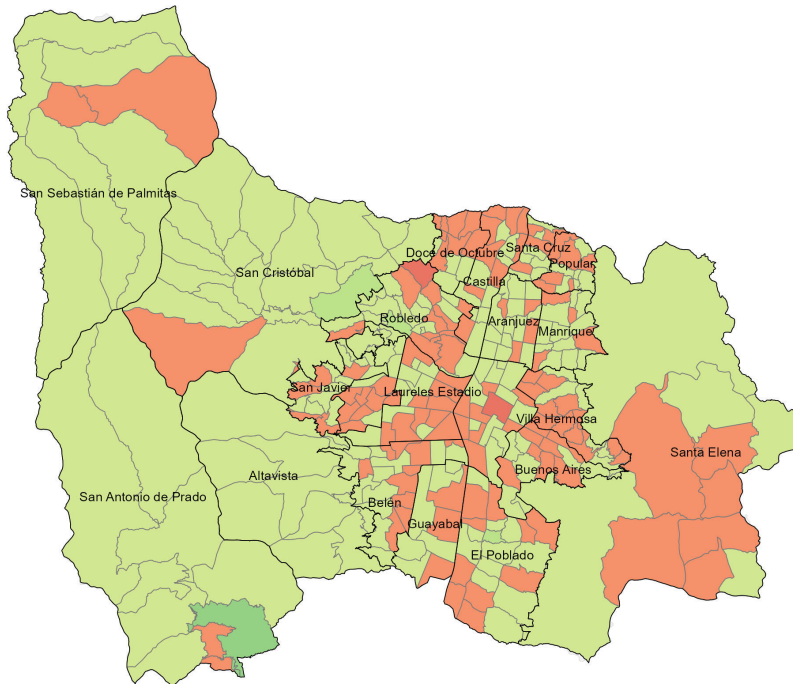 San Sebastián de Palmitas
San Cristóbal
Doce de Octubre
Santa Cruz
Popular
Castilla
Robledo
Aranjuez
Manrique
San Javier
Laureles Estadio
Villa Hermosa
Santa Elena
Buenos Aires
Altavista
San Antonio de Prado
Belén
Guayabal
El Poblado